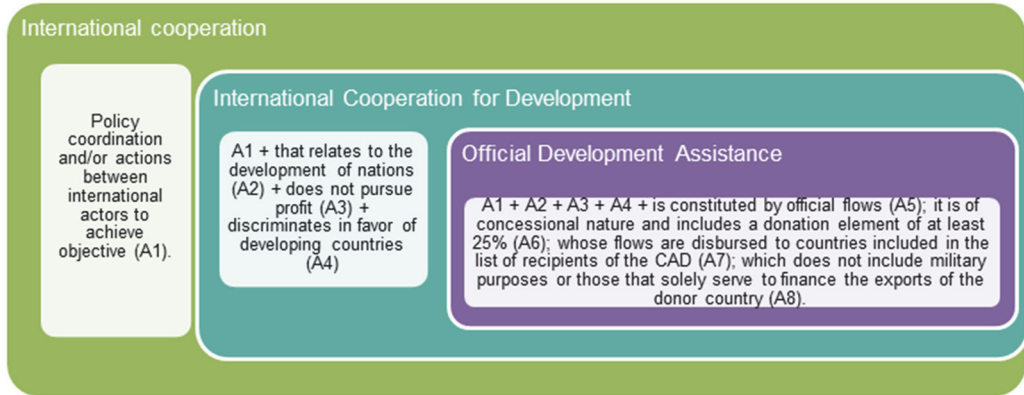 International cooperation
Policy
coordination
and/or actions
between
international
actors to
achieve
objective (A1).
International Cooperation for Development
A1 + that relates to the
development of nations
(A2) + does not pursue
profit (A3) +
discriminates in favor of
developing countries
(A4)
Official Development Assistance
A1 + A2 + A3 + A4 + is constituted by official flows (A5); it is of
concessional nature and includes a donation element of at least
25% (A6); whose flows are disbursed to countries included in the
list of recipients of the CAD (A7); which does not include military
purposes or those that solely serve to finance the exports of the
donor country (A8).